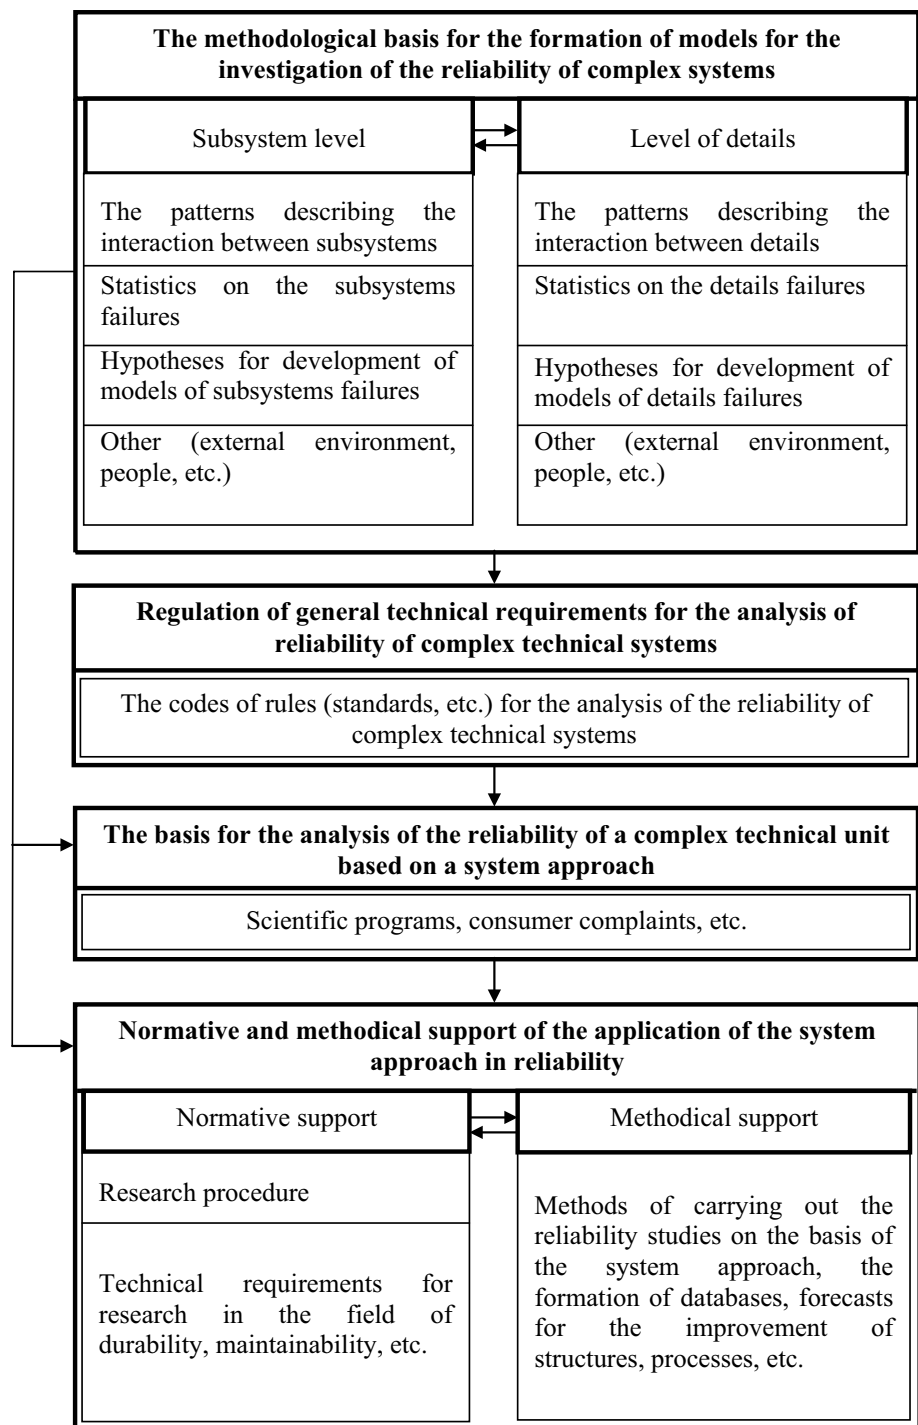 The methodological basis for the formation of models for the
investigation of the reliability of complex systems
Subsystem level
Level of details
The patterns describing the
interaction between subsystems
Statistics on the subsystems
failures
Hypotheses for development of
models of subsystems failures
Other (external environment,
people, etc.)
The patterns describing the
interaction between details
Statistics on the details failures
Hypotheses for development of
models of details failures
Other (external environment,
people, etc.)
Regulation of general technical requirements for the analysis of
reliability of complex technical systems
The codes of rules (standards, etc.) for the analysis of the reliability of
complex technical systems
The basis for the analysis of the reliability of a complex technical unit
based on a system approach
Scientific programs, consumer complaints, etc.
Normative and methodical support of the application of the system
approach in reliability
Normative support
Methodical support
Research procedure
Technical requirements for
research in the field of
durability, maintainability, etc.
Methods of carrying out the
reliability studies on the basis of
the system approach, the
formation of databases, forecasts
for the improvement of
structures, processes, etc.